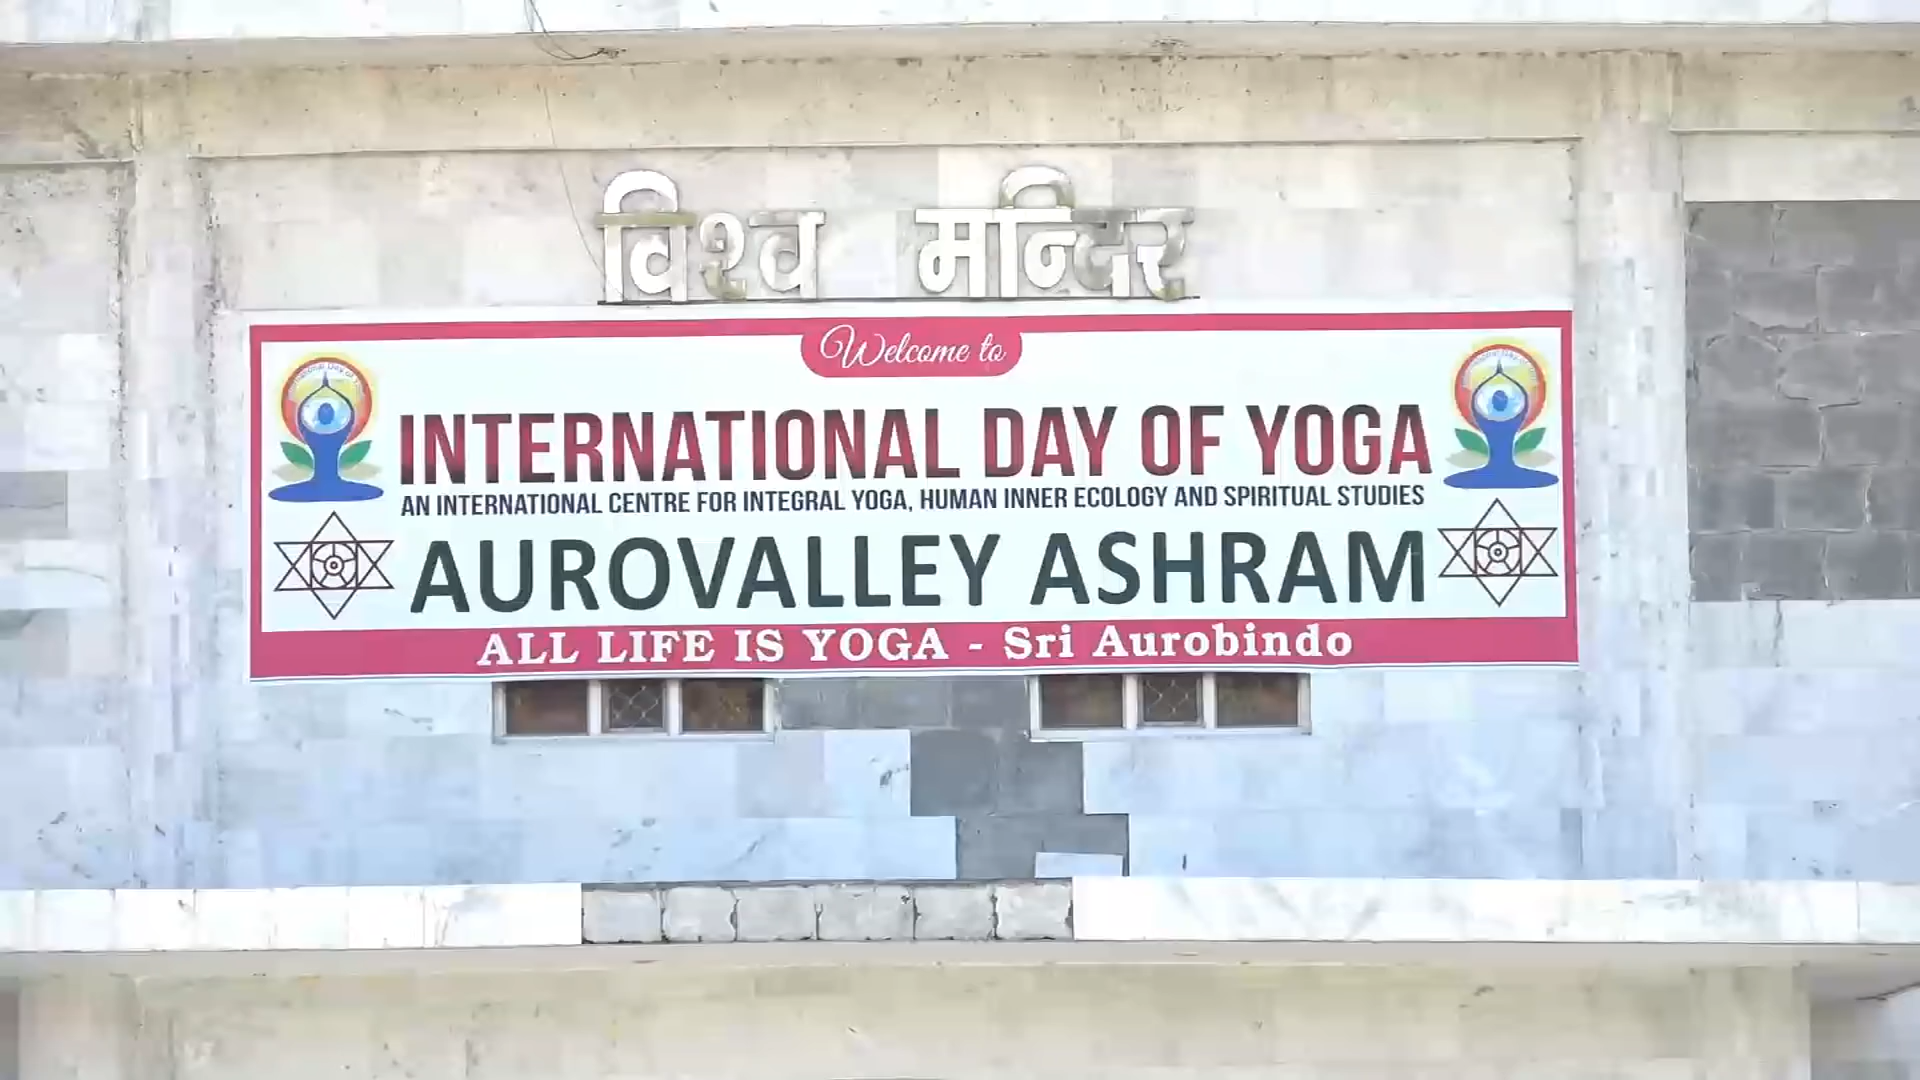 विश्व मन्दिर
Welcome to
INTERNATIONAL DAY OF YOGA
AN INTERNATIONAL CENTRE FOR INTEGRAL YOGA, HUMAN INNER ECOLOGY AND SPIRITUAL STUDIES
AUROVALLEY ASHRAM
ALL LIFE IS YOGA - Sri Aurobindo